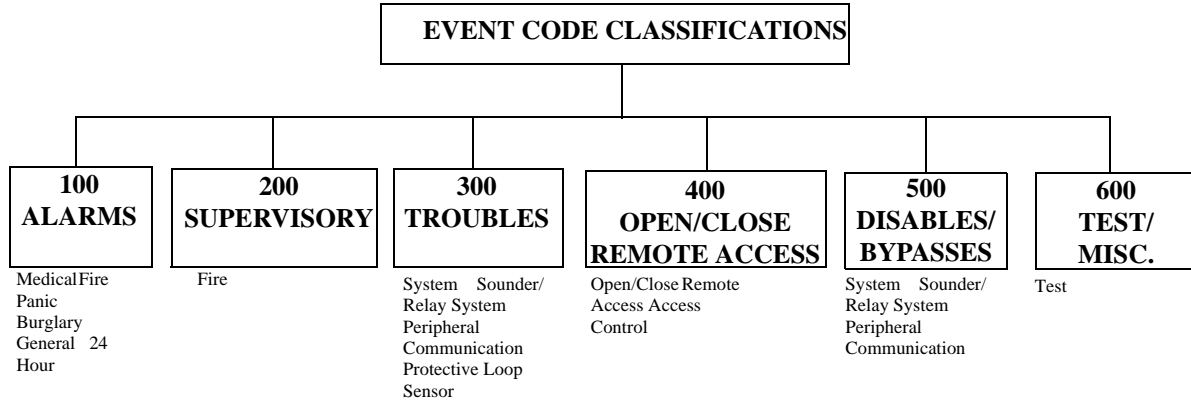 EVENT CODE CLASSIFICATIONS
100
ALARMS
Medical Fire
Panic
Burglary
General 24
Hour
200
SUPERVISORY
Fire
300
TROUBLES
System Sounder/
Relay System
Peripheral
Communication
Protective Loop
Sensor
400
OPEN/CLOSE
REMOTE ACCESS
Open/Close Remote
Access Access
Control
500
DISABLES/
BYPASSES
System Sounder/
Relay System
Peripheral
Communication
600
TEST/
MISC.
Test